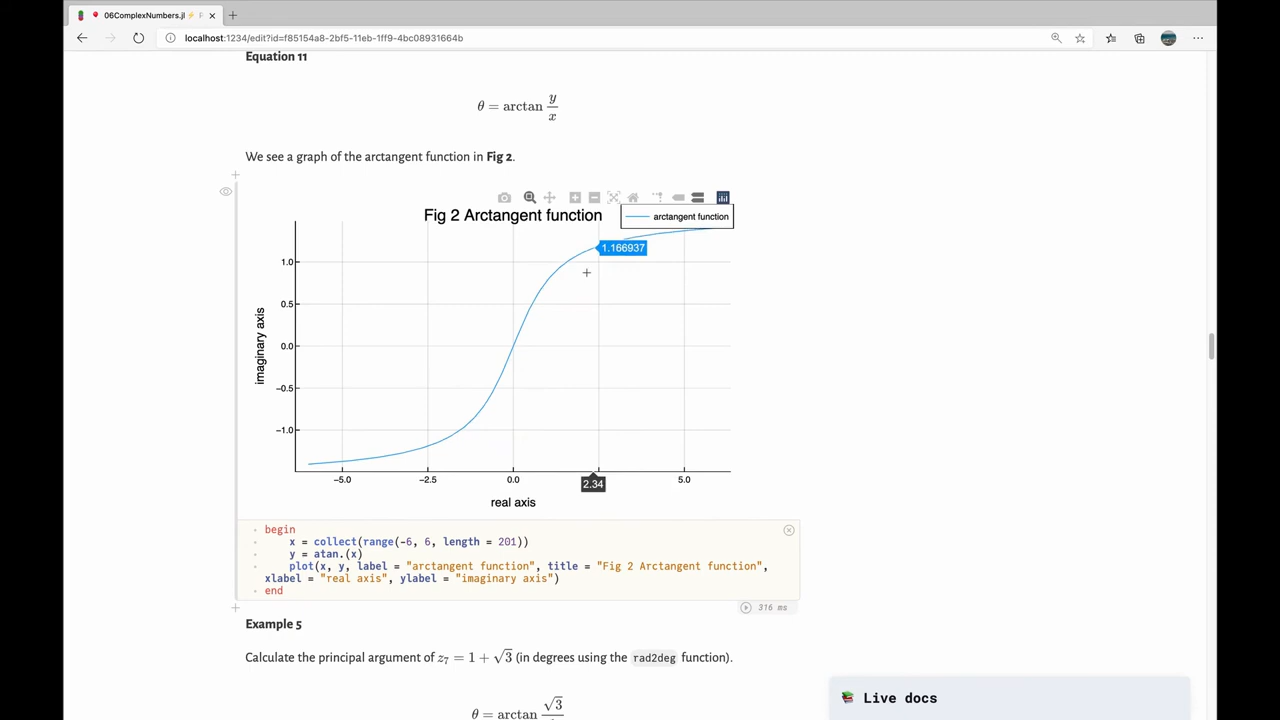 06ComplexNumbers.jl ⚡ F
localhost:1234/edit?id=f85154a8-2bf5-11eb-1ff9-4bc08931664b
Equation 11
θ = arctan y/x
We see a graph of the arctangent function in Fig 2.
Fig 2 Arctangent function
arctangent function
1.166937
1.0
0.5
0.0
−0.5
−1.0
imaginary axis
−5.0 −2.5 0.0 2.34 5.0
real axis
begin
x = collect(range(-6, 6, length = 201))
y = atan.(x)
plot(x, y, label = "arctangent function", title = "Fig 2 Arctangent function",
xlabel = "real axis", ylabel = "imaginary axis")
end
316 ms
Example 5
Calculate the principal argument of z₇ = 1 + √3 (in degrees using the rad2deg function).
θ = arctan √3
Live docs